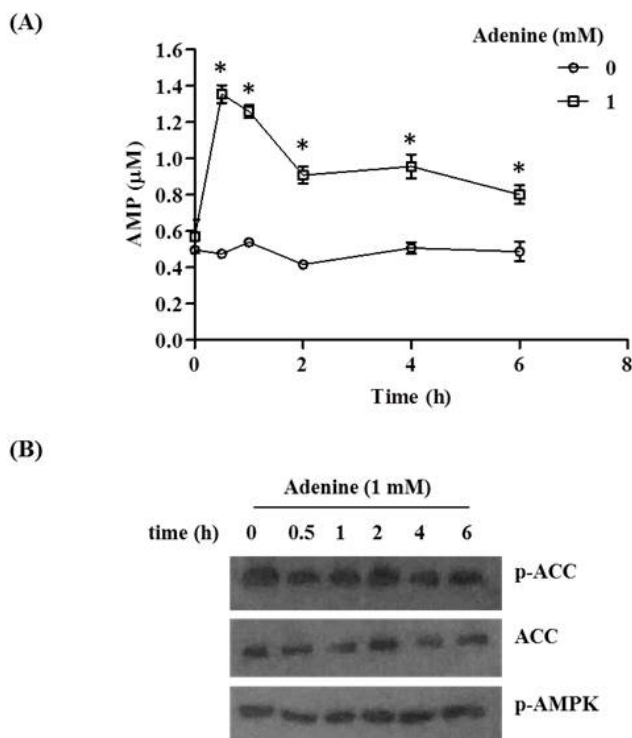 (A)
Adenine (mM)
0
1
AMP (μM)
1.6
1.4
1.2
1.0
0.8
0.6
0.4
0.2
0.0
* * * * *
0 2 4 6 8
Time (h)
(B)
Adenine (1 mM)
time (h) 0 0.5 1 2 4 6
p-ACC
ACC
p-AMPK